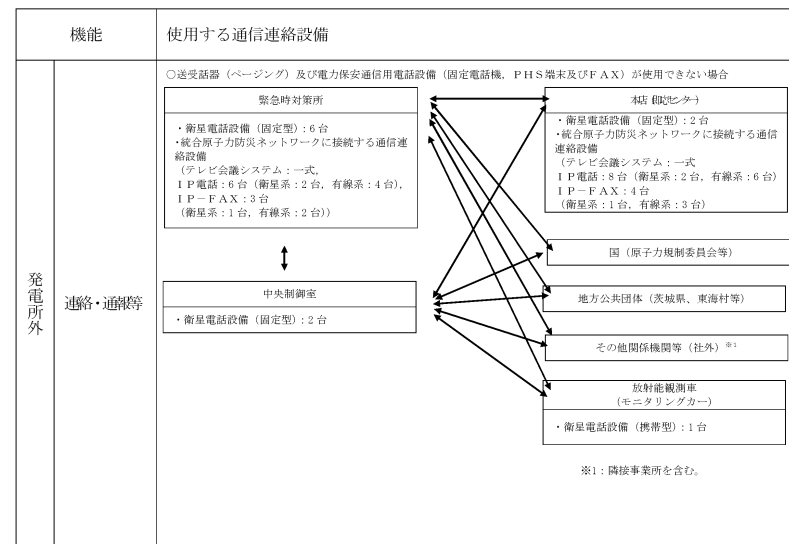 機能
使用する通信連絡設備
発電所外
連絡・通報等
○送受話器（ページング）及び電力保安通信用電話設備（固定電話機，ＰＨＳ端末及びＦＡＸ）が使用できない場合
緊急時対策所
・衛星電話設備（固定型）：６台
・統合原子力防災ネットワークに接続する通信連
絡設備
（テレビ会議システム：一式，
ＩＰ電話：６台（衛星系：２台，有線系：４台），
ＩＰ－ＦＡＸ：３台
（衛星系：１台，有線系：２台））
中央制御室
・衛星電話設備（固定型）：２台
本店
・衛星電話設備（固定型）：２台
・統合原子力防災ネットワークに接続する通信
連絡設備
（テレビ会議システム：一式
ＩＰ電話：８台（衛星系：２台，有線系：６台）
ＩＰ－ＦＡＸ：４台
（衛星系：１台，有線系：３台）
国（原子力規制委員会等）
地方公共団体（茨城県、東海村等）
その他関係機関等（社外）※1
放射能観測車
（モニタリングカー）
・衛星電話設備（携帯型）：１台
※1：隣接事業所を含む。